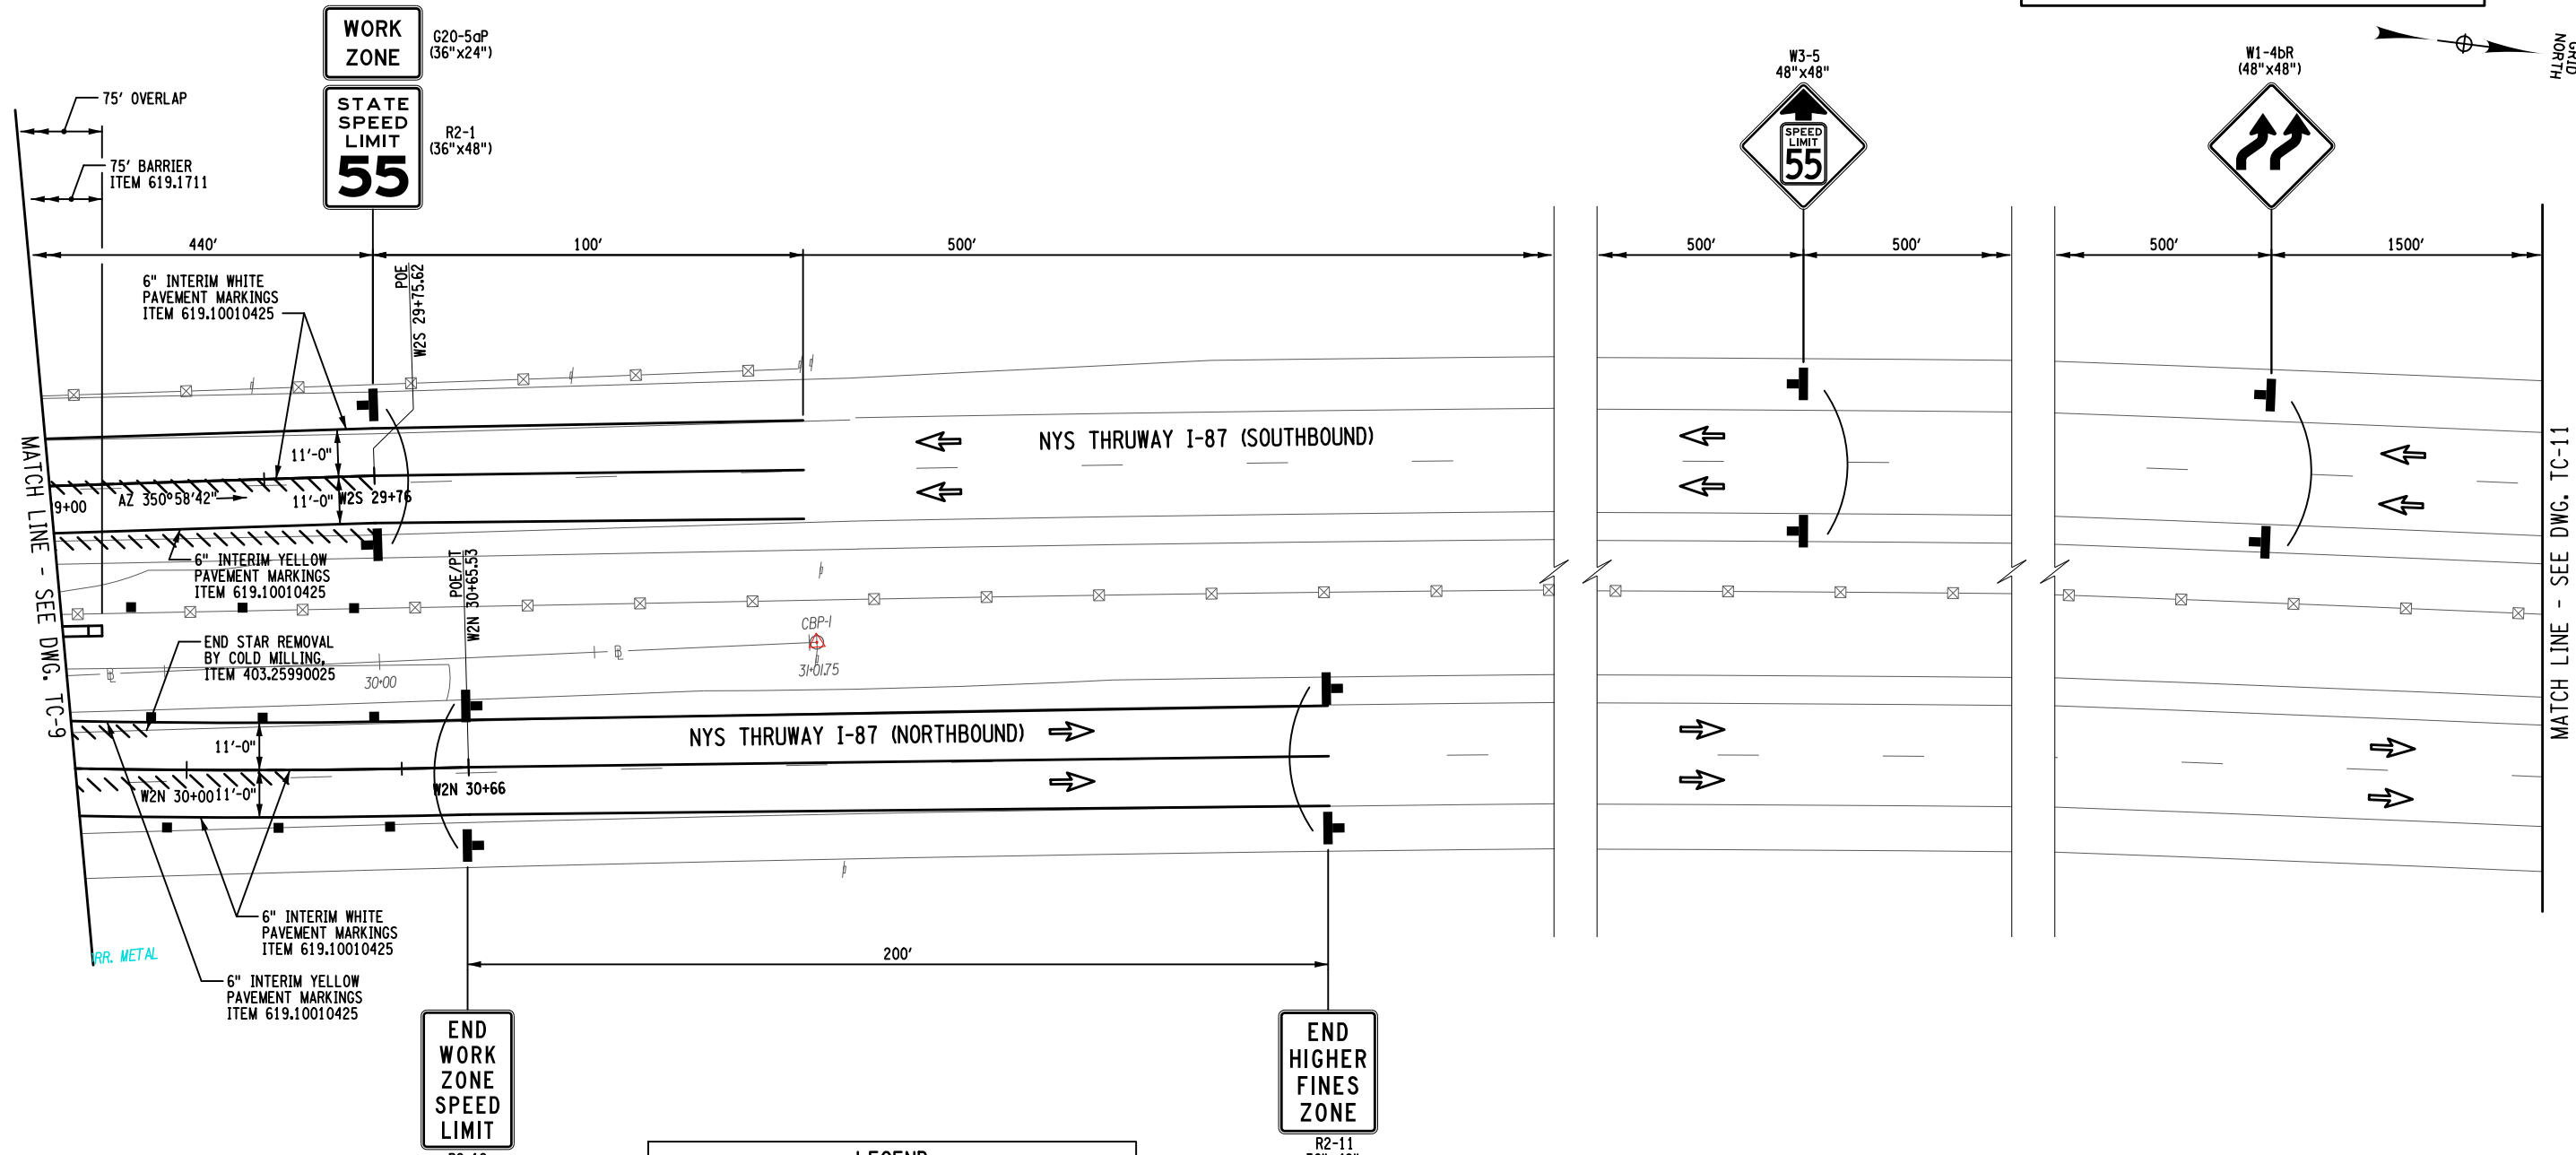 WORK
ZONE
G20-5aP
(36"x24")
STATE
SPEED
LIMIT
55
R2-1
(36"x48")
75' OVERLAP
75' BARRIER
ITEM 619.1711
W3-5
48"x48"
SPEED
LIMIT
55
W1-4bR
(48"x48")
GRID
NORTH
440'
100'
500'
500'
500'
500'
1500'
6" INTERIM WHITE
PAVEMENT MARKINGS
ITEM 619.10010425
POE
W2S 29+75.62
NYS THRUWAY I-87 (SOUTHBOUND)
11'-0"
11'-0"
9+00
AZ 350°58'42"
W2S 29+76
6" INTERIM YELLOW
PAVEMENT MARKINGS
ITEM 619.10010425
POE/PT
W2N 30+65.53
MATCH LINE - SEE DWG. TC-9
MATCH LINE - SEE DWG. TC-11
END STAR REMOVAL
BY COLD MILLING,
ITEM 403.25990025
CBP-1
31+01.75
30+00
NYS THRUWAY I-87 (NORTHBOUND)
11'-0"
11'-0"
W2N 30+00
W2N 30+66
6" INTERIM WHITE
PAVEMENT MARKINGS
ITEM 619.10010425
RR. METAL
6" INTERIM YELLOW
PAVEMENT MARKINGS
ITEM 619.10010425
200'
END
WORK
ZONE
SPEED
LIMIT
END
HIGHER
FINES
ZONE
R2-11
LEGEND